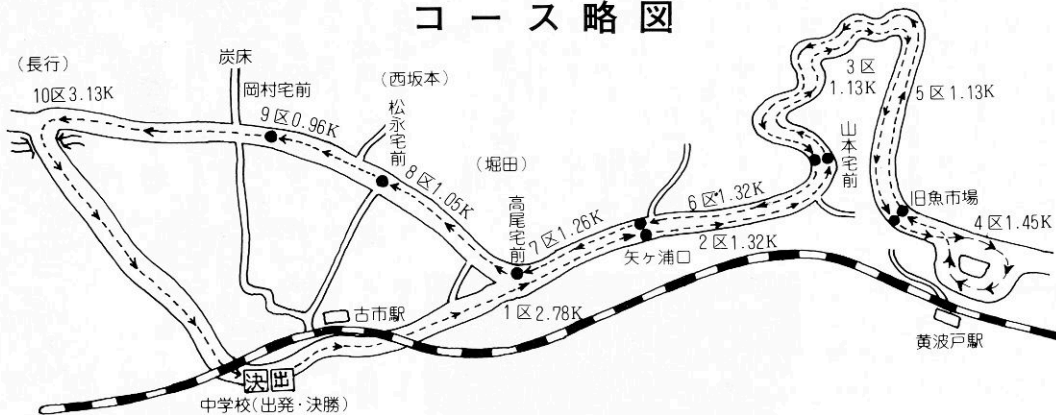 コース略図
(長行)
10区3.13K
炭床
岡村宅前
9区0.96K
(西坂本)
松永宅前
8区1.05K
(堀田)
高尾宅前
7区1.26K
6区1.32K
矢ヶ浦口
2区1.32K
3区
1.13K
山本宅前
5区1.13K
旧魚市場
4区1.45K
黄波戸駅
1区2.78K
古市駅
決出
中学校(出発・決勝)